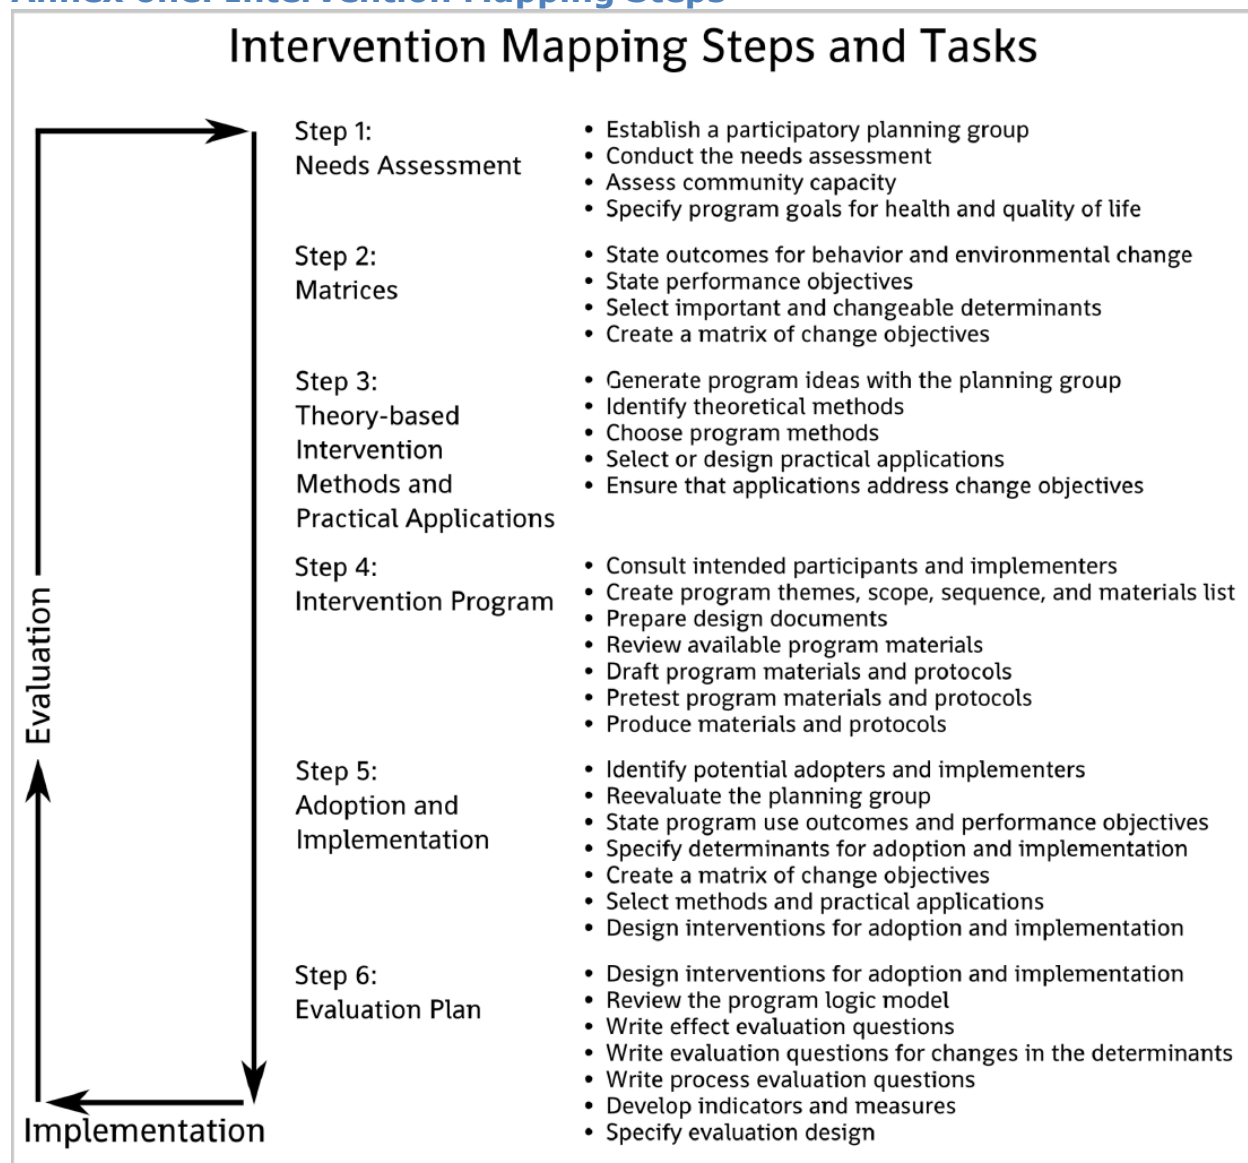 Annex one: Intervention Mapping Steps
Intervention Mapping Steps and Tasks
Step 1:
Needs Assessment
• Establish a participatory planning group
• Conduct the needs assessment
• Assess community capacity
• Specify program goals for health and quality of life
Step 2:
Matrices
• State outcomes for behavior and environmental change
• State performance objectives
• Select important and changeable determinants
• Create a matrix of change objectives
Step 3:
Theory-based
Intervention
Methods and
Practical Applications
• Generate program ideas with the planning group
• Identify theoretical methods
• Choose program methods
• Select or design practical applications
• Ensure that applications address change objectives
Step 4:
Intervention Program
• Consult intended participants and implementers
• Create program themes, scope, sequence, and materials list
• Prepare design documents
• Review available program materials
• Draft program materials and protocols
• Pretest program materials and protocols
• Produce materials and protocols
Step 5:
Adoption and
Implementation
• Identify potential adopters and implementers
• Reevaluate the planning group
• State program use outcomes and performance objectives
• Specify determinants for adoption and implementation
• Create a matrix of change objectives
• Select methods and practical applications
• Design interventions for adoption and implementation
Step 6:
Evaluation Plan
• Design interventions for adoption and implementation
• Review the program logic model
• Write effect evaluation questions
• Write evaluation questions for changes in the determinants
• Write process evaluation questions
• Develop indicators and measures
• Specify evaluation design
Evaluation
Implementation